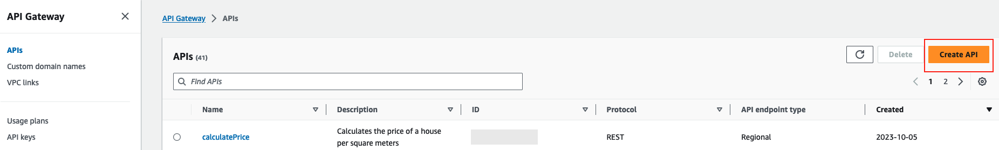 API Gateway
APIs
Custom domain names
VPC links
Usage plans
API keys
API Gateway > APIs
APIs (41)
Delete
Create API
Find APIs
1 2
Name Description ID Protocol API endpoint type Created
calculatePrice Calculates the price of a house REST Regional 2023-10-05
per square meters